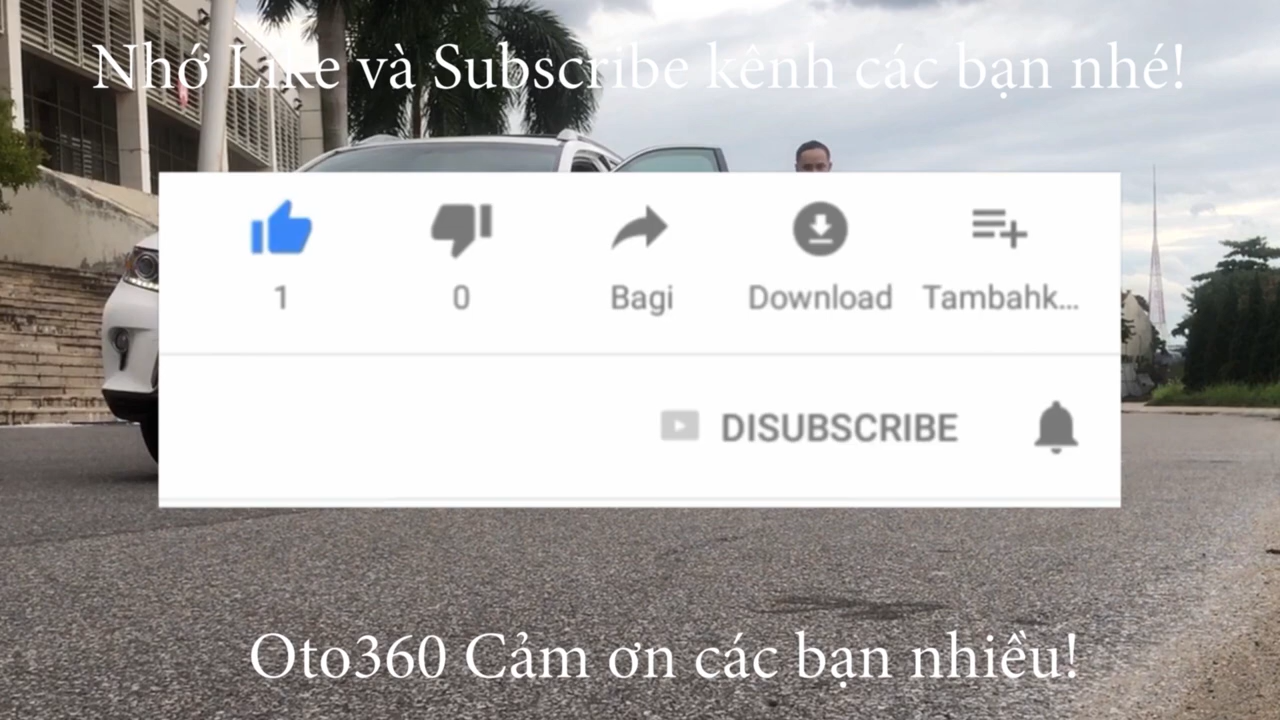 Nhớ Like và Subscribe kênh các bạn nhé!
1
0
Bagi
Download
Tambahk...
DISUBSCRIBE
Oto360 Cảm ơn các bạn nhiều!